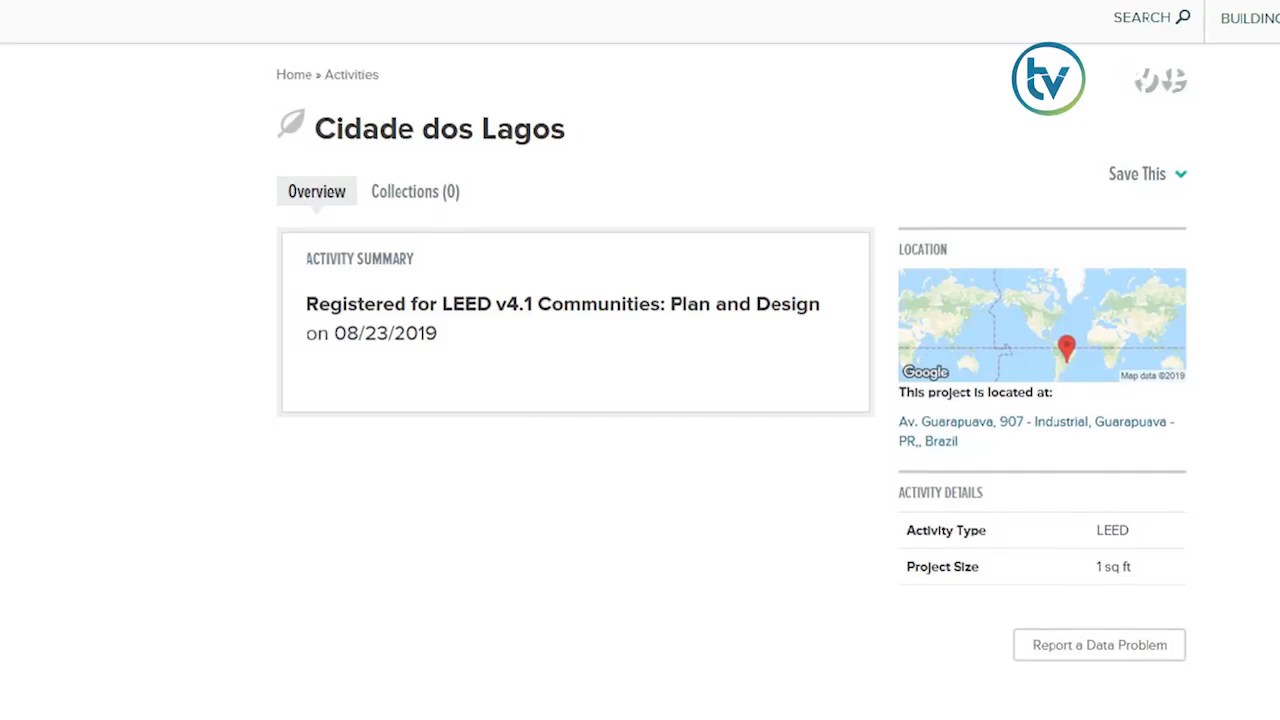 SEARCH
BUILDING
Home » Activities
tv
Cidade dos Lagos
Save This
Overview
Collections (0)
ACTIVITY SUMMARY
Registered for LEED v4.1 Communities: Plan and Design
on 08/23/2019
LOCATION
Google
Map data ©2019
This project is located at:
Av. Guarapuava, 907 - Industrial, Guarapuava -
PR,, Brazil
ACTIVITY DETAILS
Activity Type LEED
Project Size 1 sq ft
Report a Data Problem